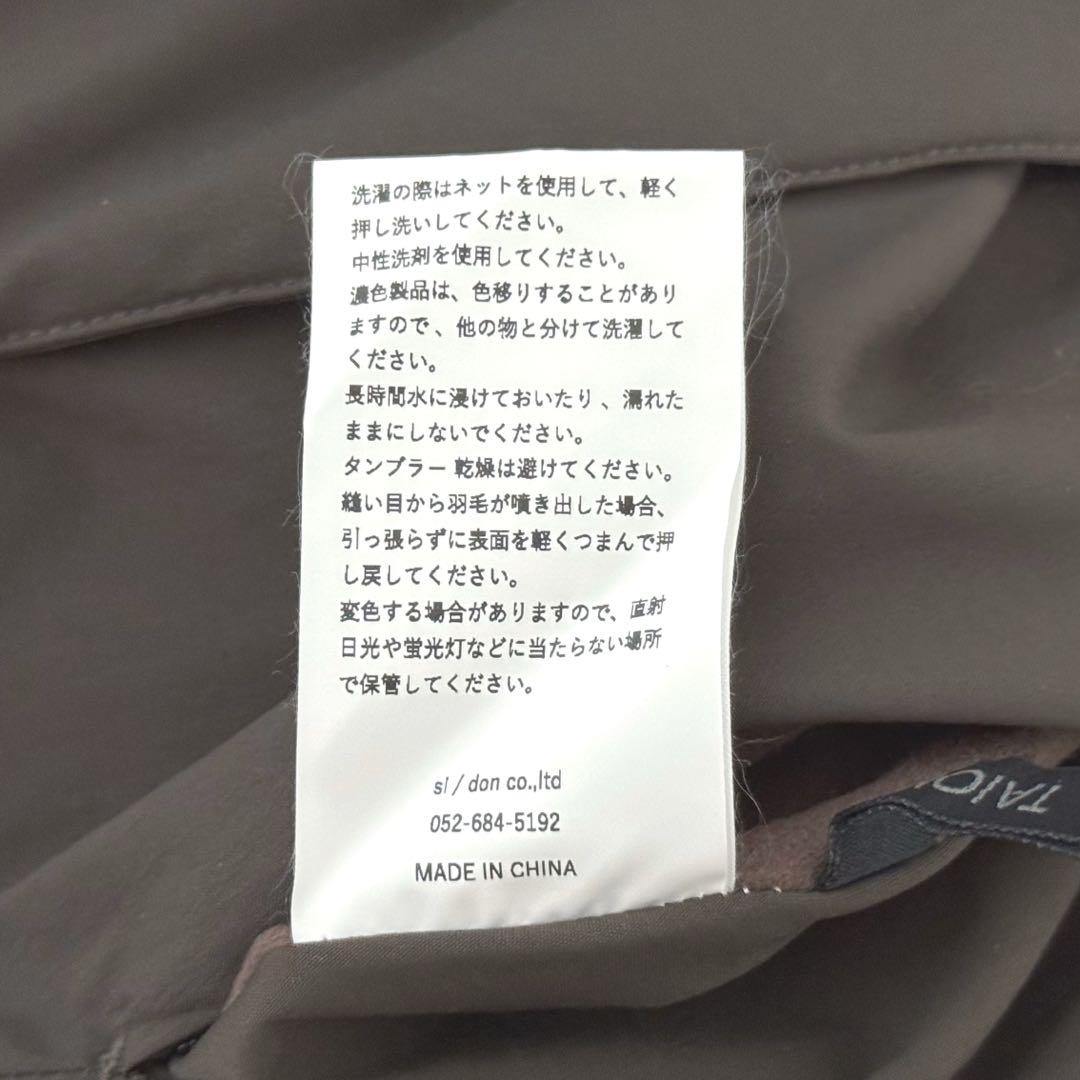 洗濯の際はネットを使用して、軽く
押し洗いしてください。
中性洗剤を使用してください。
濃色製品は、色移りすることがあり
ますので、他の物と分けて洗濯して
ください。
長時間水に浸けておいたり、濡れた
ままにしないでください。
タンブラー乾燥は避けてください。
縫い目から羽毛が噴き出した場合、
引っ張らずに表面を軽くつまんで押
し戻してください。
変色する場合がありますので、直射
日光や蛍光灯などに当たらない場所
で保管してください。
sl / don co.,ltd
052-684-5192
MADE IN CHINA